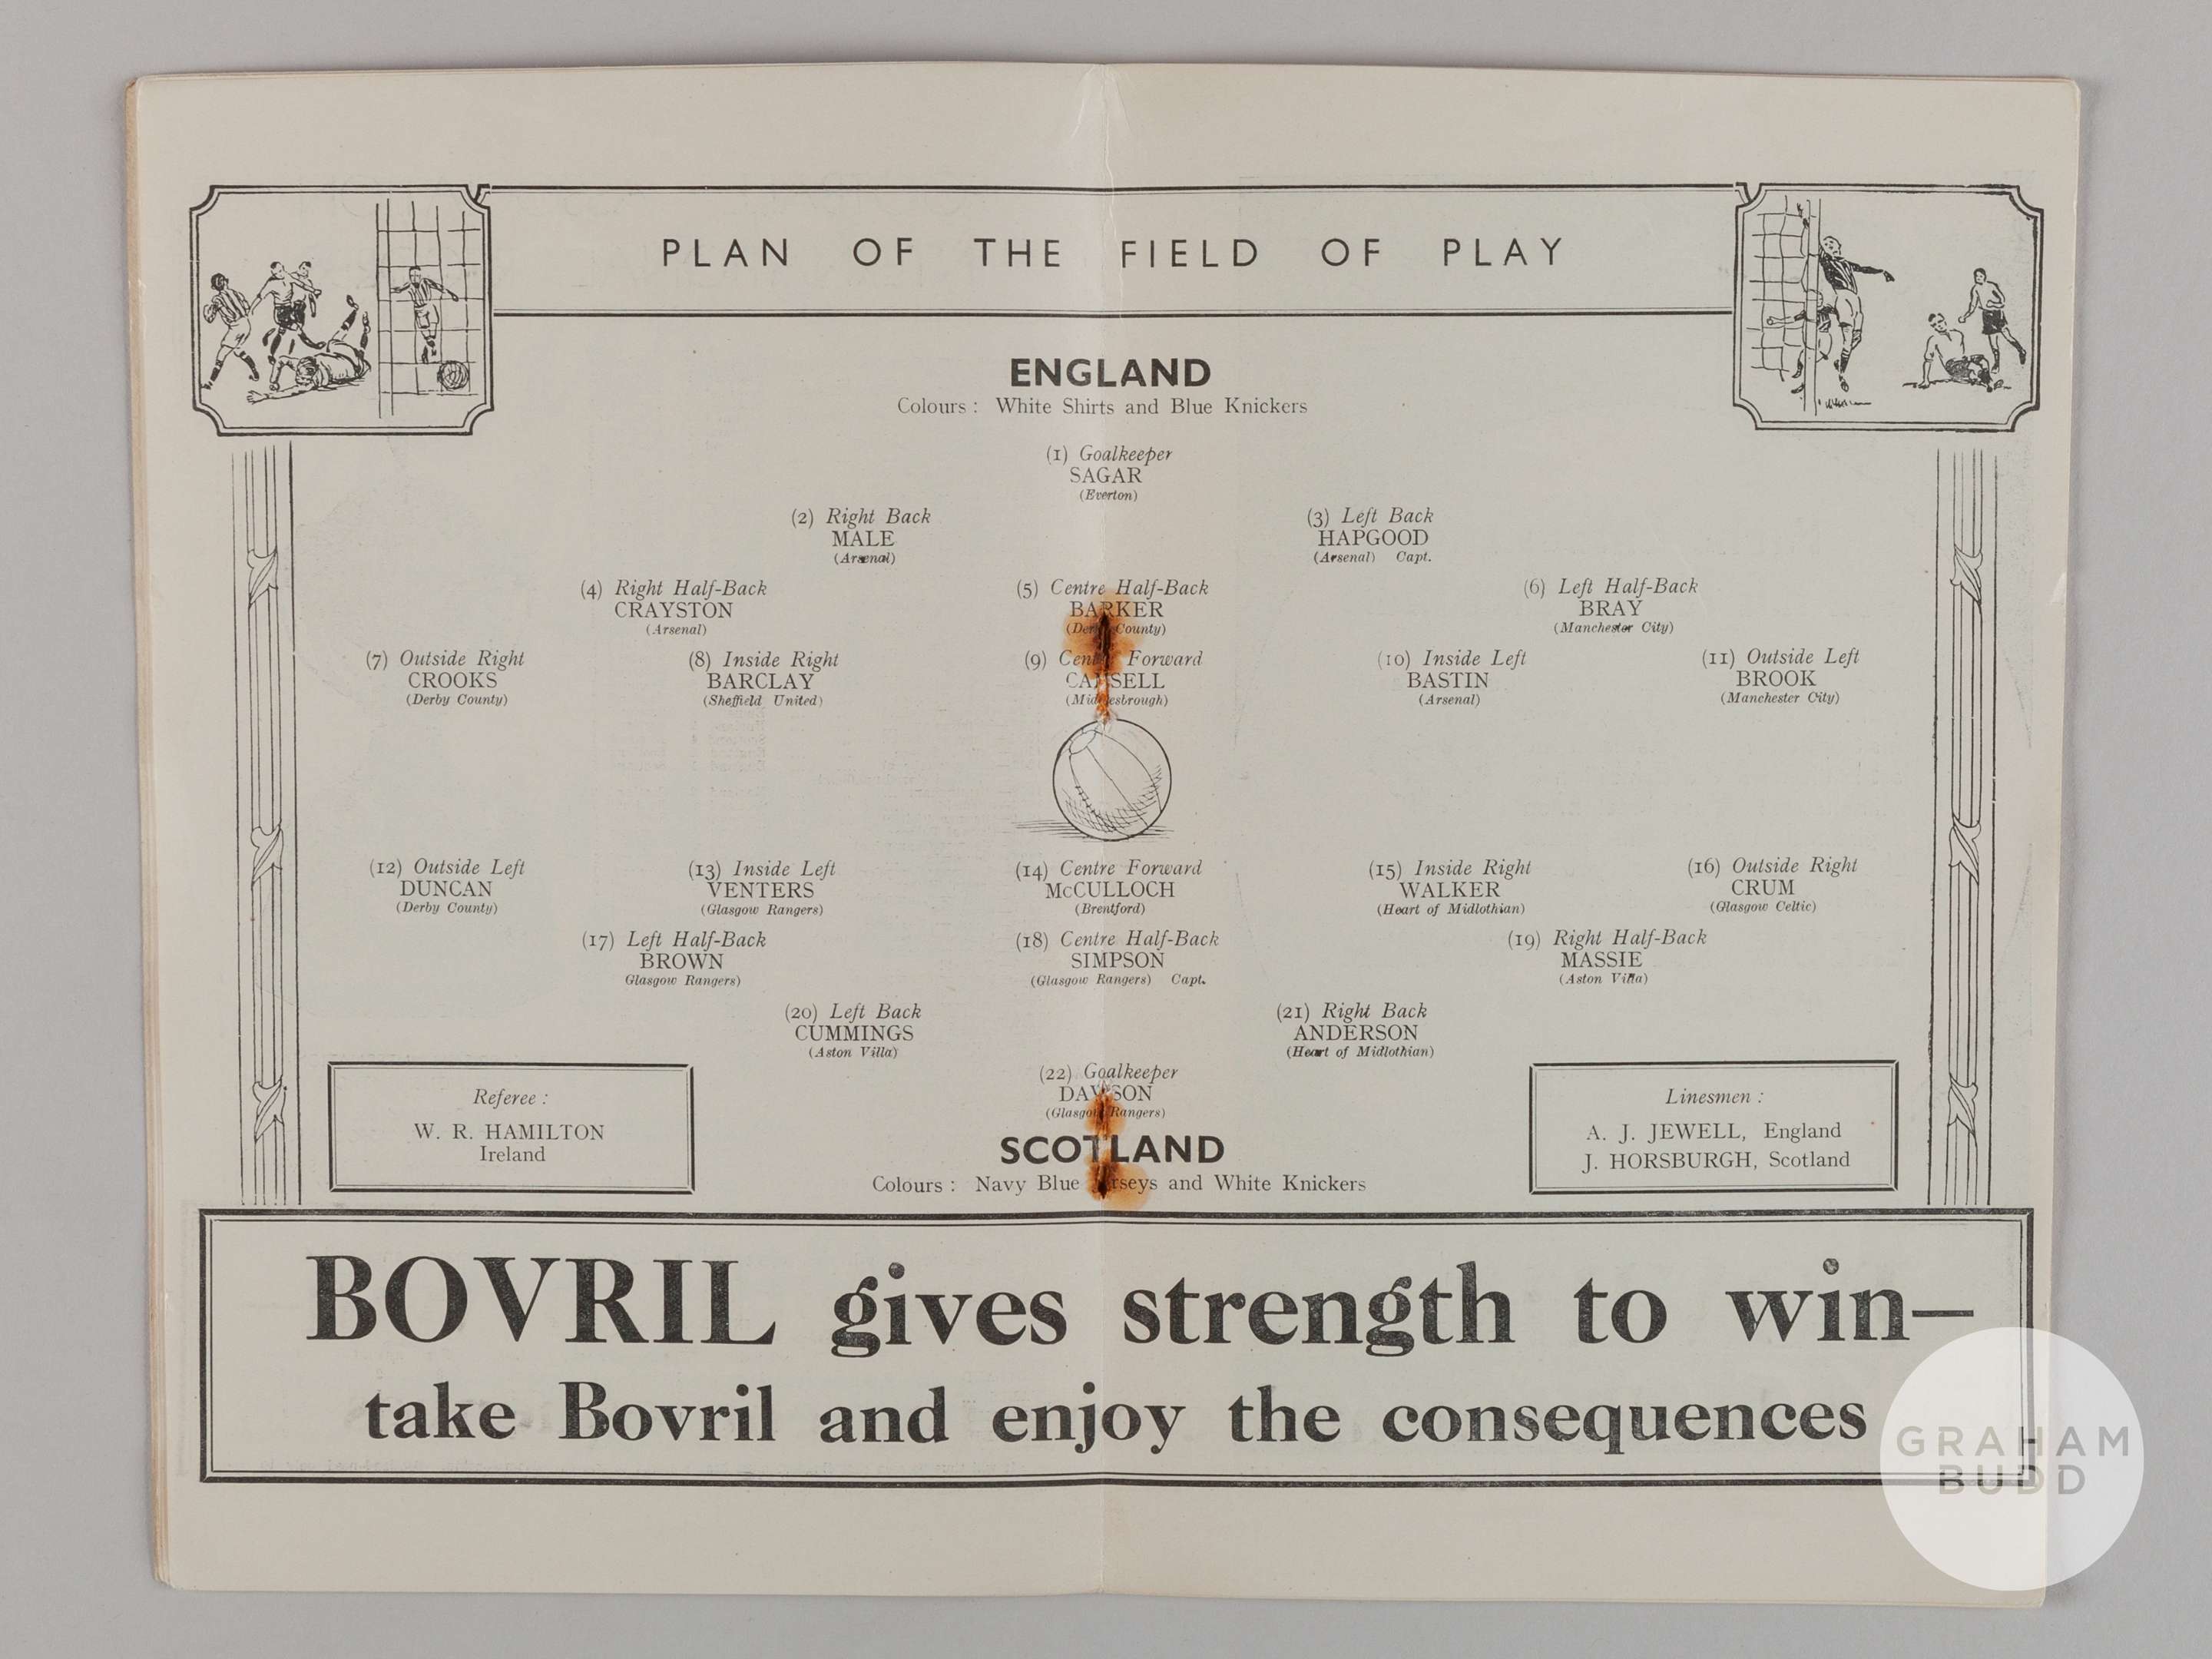 PLAN OF THE FIELD OF PLAY
ENGLAND
Colours : White Shirts and Blue Knickers
(1) Goalkeeper
SAGAR
(Everton)
(2) Right Back
MALE
(Arsenal)
(3) Left Back
HAPGOOD
(Arsenal) Capt.
(4) Right Half-Back
CRAYSTON
(Arsenal)
(5) Centre Half-Back
BARKER
(Derby County)
(6) Left Half-Back
BRAY
(Manchester City)
(7) Outside Right
CROOKS
(Derby County)
(8) Inside Right
BARCLAY
(Sheffield United)
(9) Centre Forward
CAMSELL
(Middlesbrough)
(10) Inside Left
BASTIN
(Arsenal)
(11) Outside Left
BROOK
(Manchester City)
(12) Outside Left
DUNCAN
(Derby County)
(13) Inside Left
VENTERS
(Glasgow Rangers)
(14) Centre Forward
McCULLOCH
(Brentford)
(15) Inside Right
WALKER
(Heart of Midlothian)
(16) Outside Right
CRUM
(Glasgow Celtic)
(17) Left Half-Back
BROWN
Glasgow Rangers)
(18) Centre Half-Back
SIMPSON
(Glasgow Rangers) Capt.
(19) Right Half-Back
MASSIE
(Aston Villa)
(20) Left Back
CUMMINGS
(Aston Villa)
(21) Right Back
ANDERSON
(Heart of Midlothian)
(22) Goalkeeper
DAWSON
(Glasgow Rangers)
SCOTLAND
Colours : Navy Blue Jerseys and White Knickers
Referee :
W. R. HAMILTON
Ireland
Linesmen :
A. J. JEWELL, England
J. HORSBURGH, Scotland
BOVRIL gives strength to win—
take Bovril and enjoy the consequences
GRAHAM
BUDD